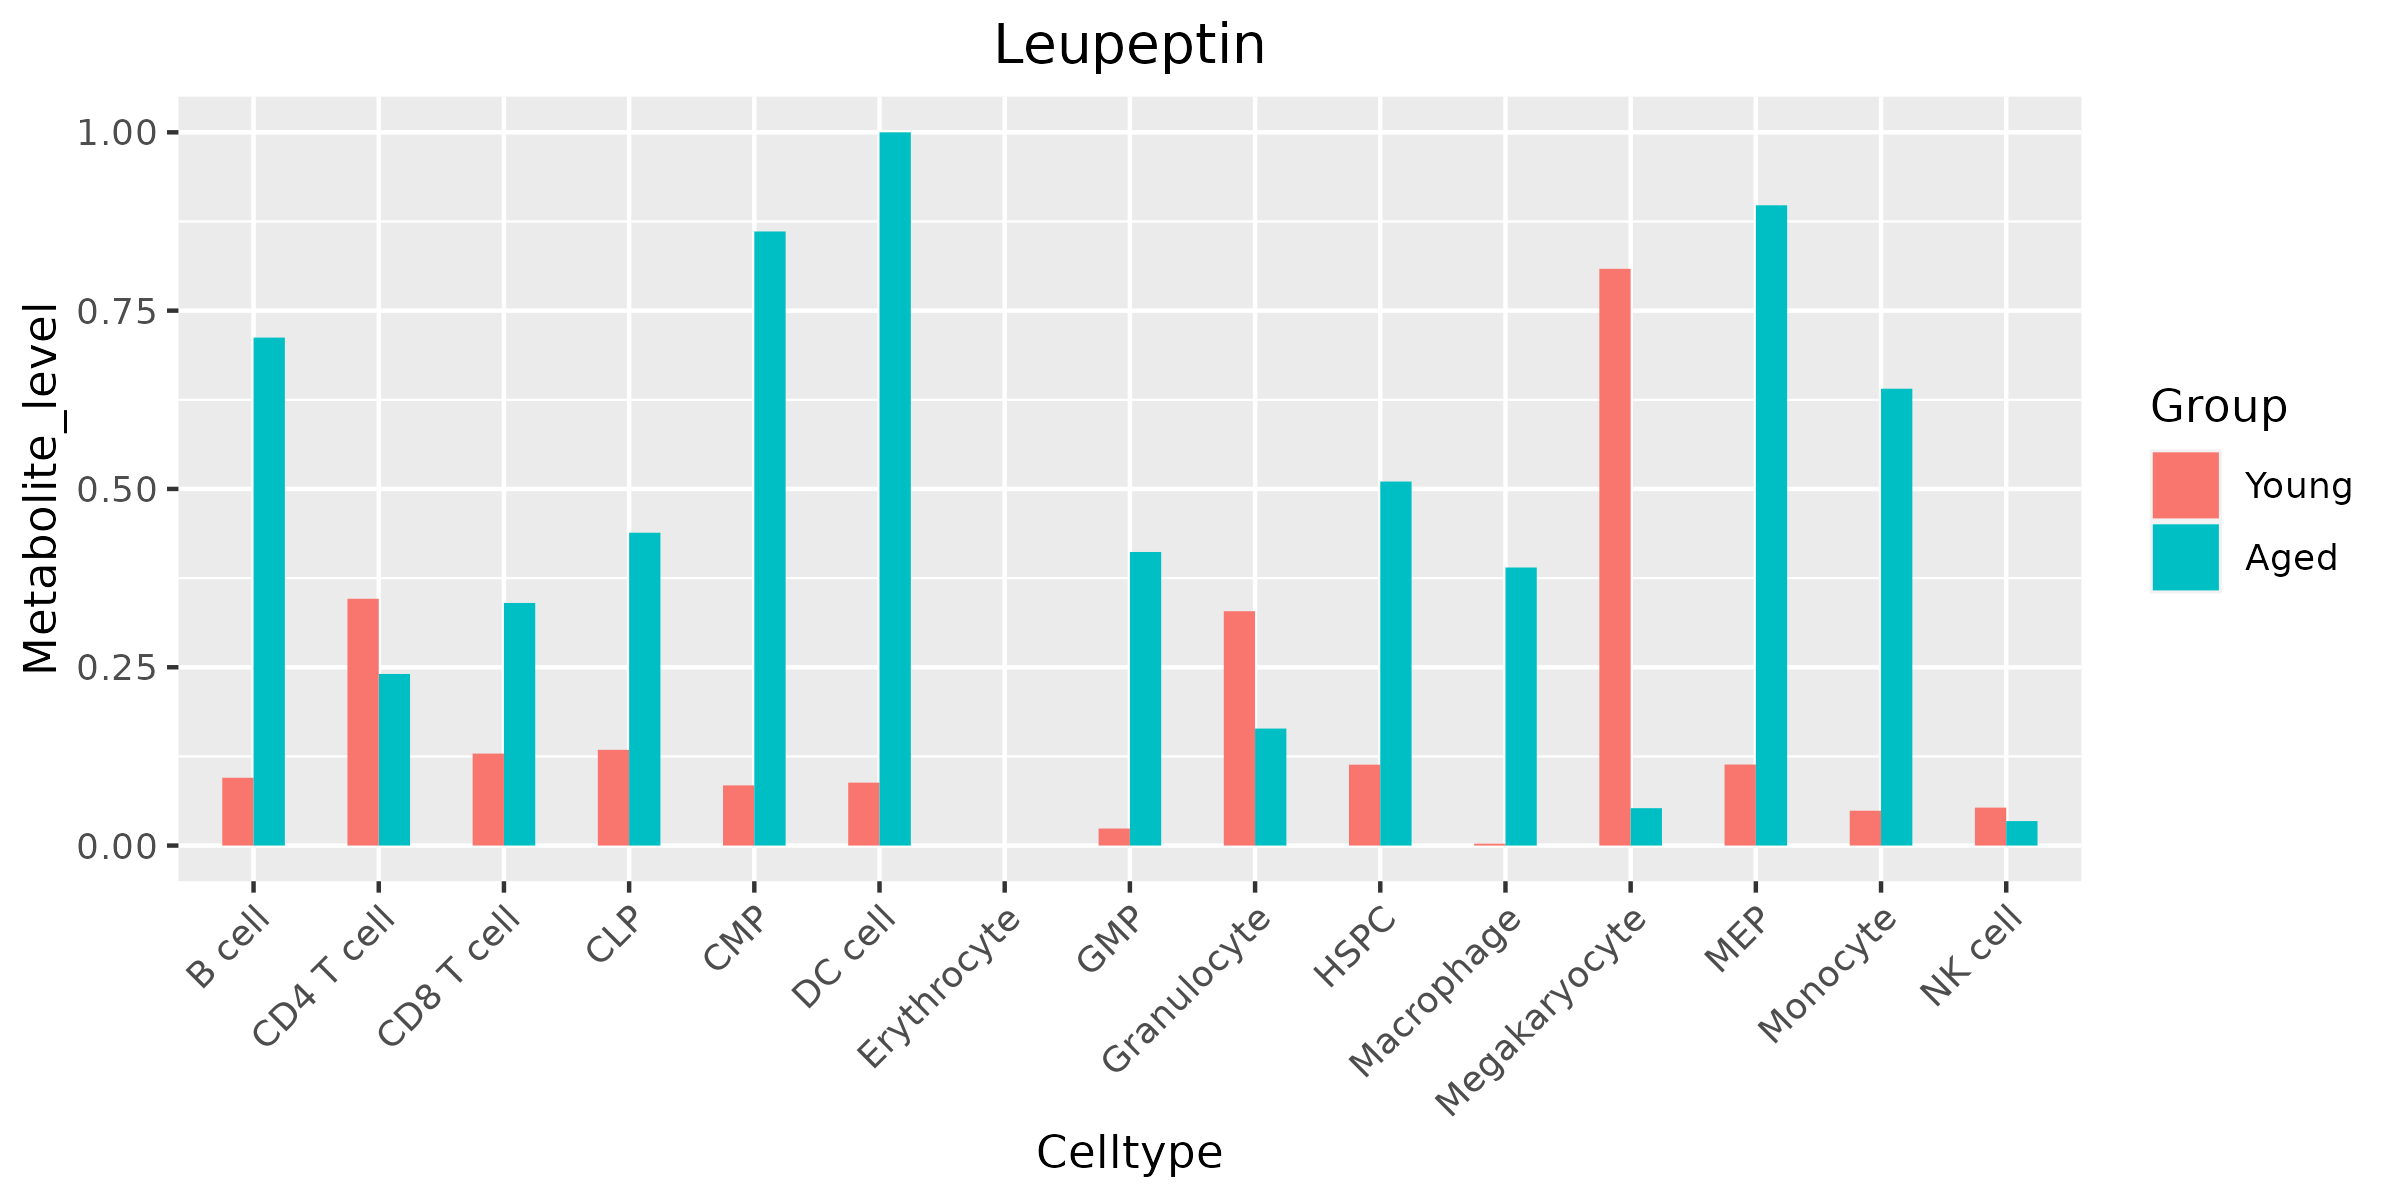 Leupeptin
Metabolite_level
1.00
0.75
0.50
0.25
0.00
B cell
CD4 T cell
CD8 T cell
CLP
CMP
DC cell
Erythrocyte
GMP
Granulocyte
HSPC
Macrophage
Megakaryocyte
MEP
Monocyte
NK cell
Celltype
Group
Young
Aged